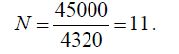 N = 45000/4320 = 11.